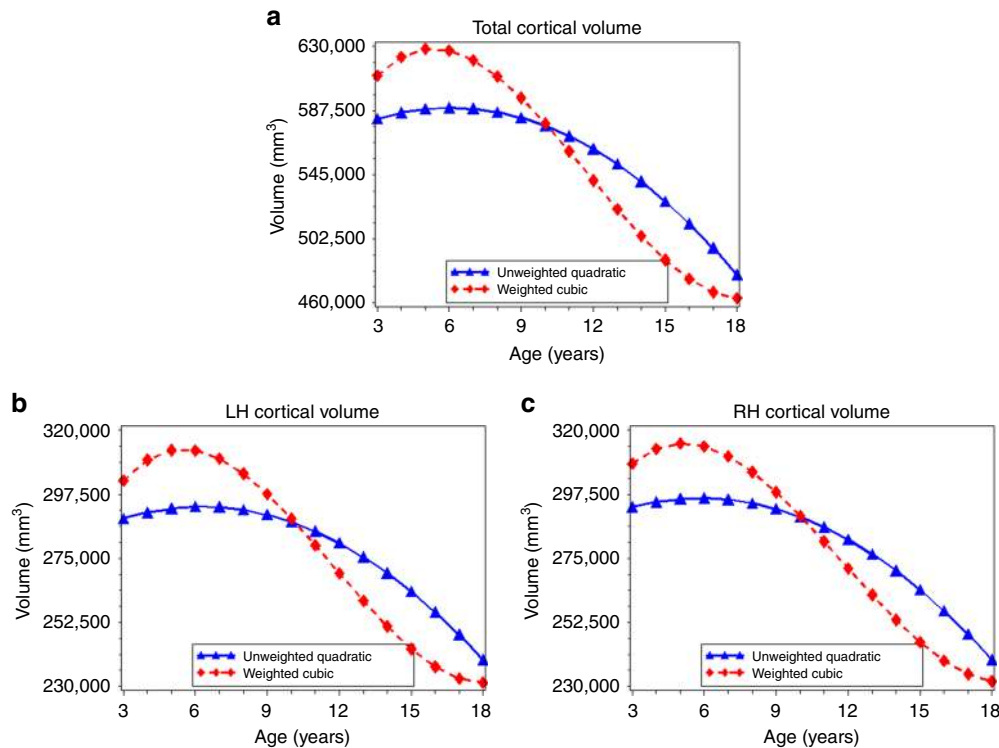 a
Total cortical volume
630,000
587,500
545,000
502,500
460,000
Volume (mm³)
Unweighted quadratic
Weighted cubic
3 6 9 12 15 18
Age (years)
b
LH cortical volume
320,000
297,500
275,000
252,500
230,000
Volume (mm³)
Unweighted quadratic
Weighted cubic
3 6 9 12 15 18
Age (years)
c
RH cortical volume
320,000
297,500
275,000
252,500
230,000
Volume (mm³)
Unweighted quadratic
Weighted cubic
3 6 9 12 15 18
Age (years)